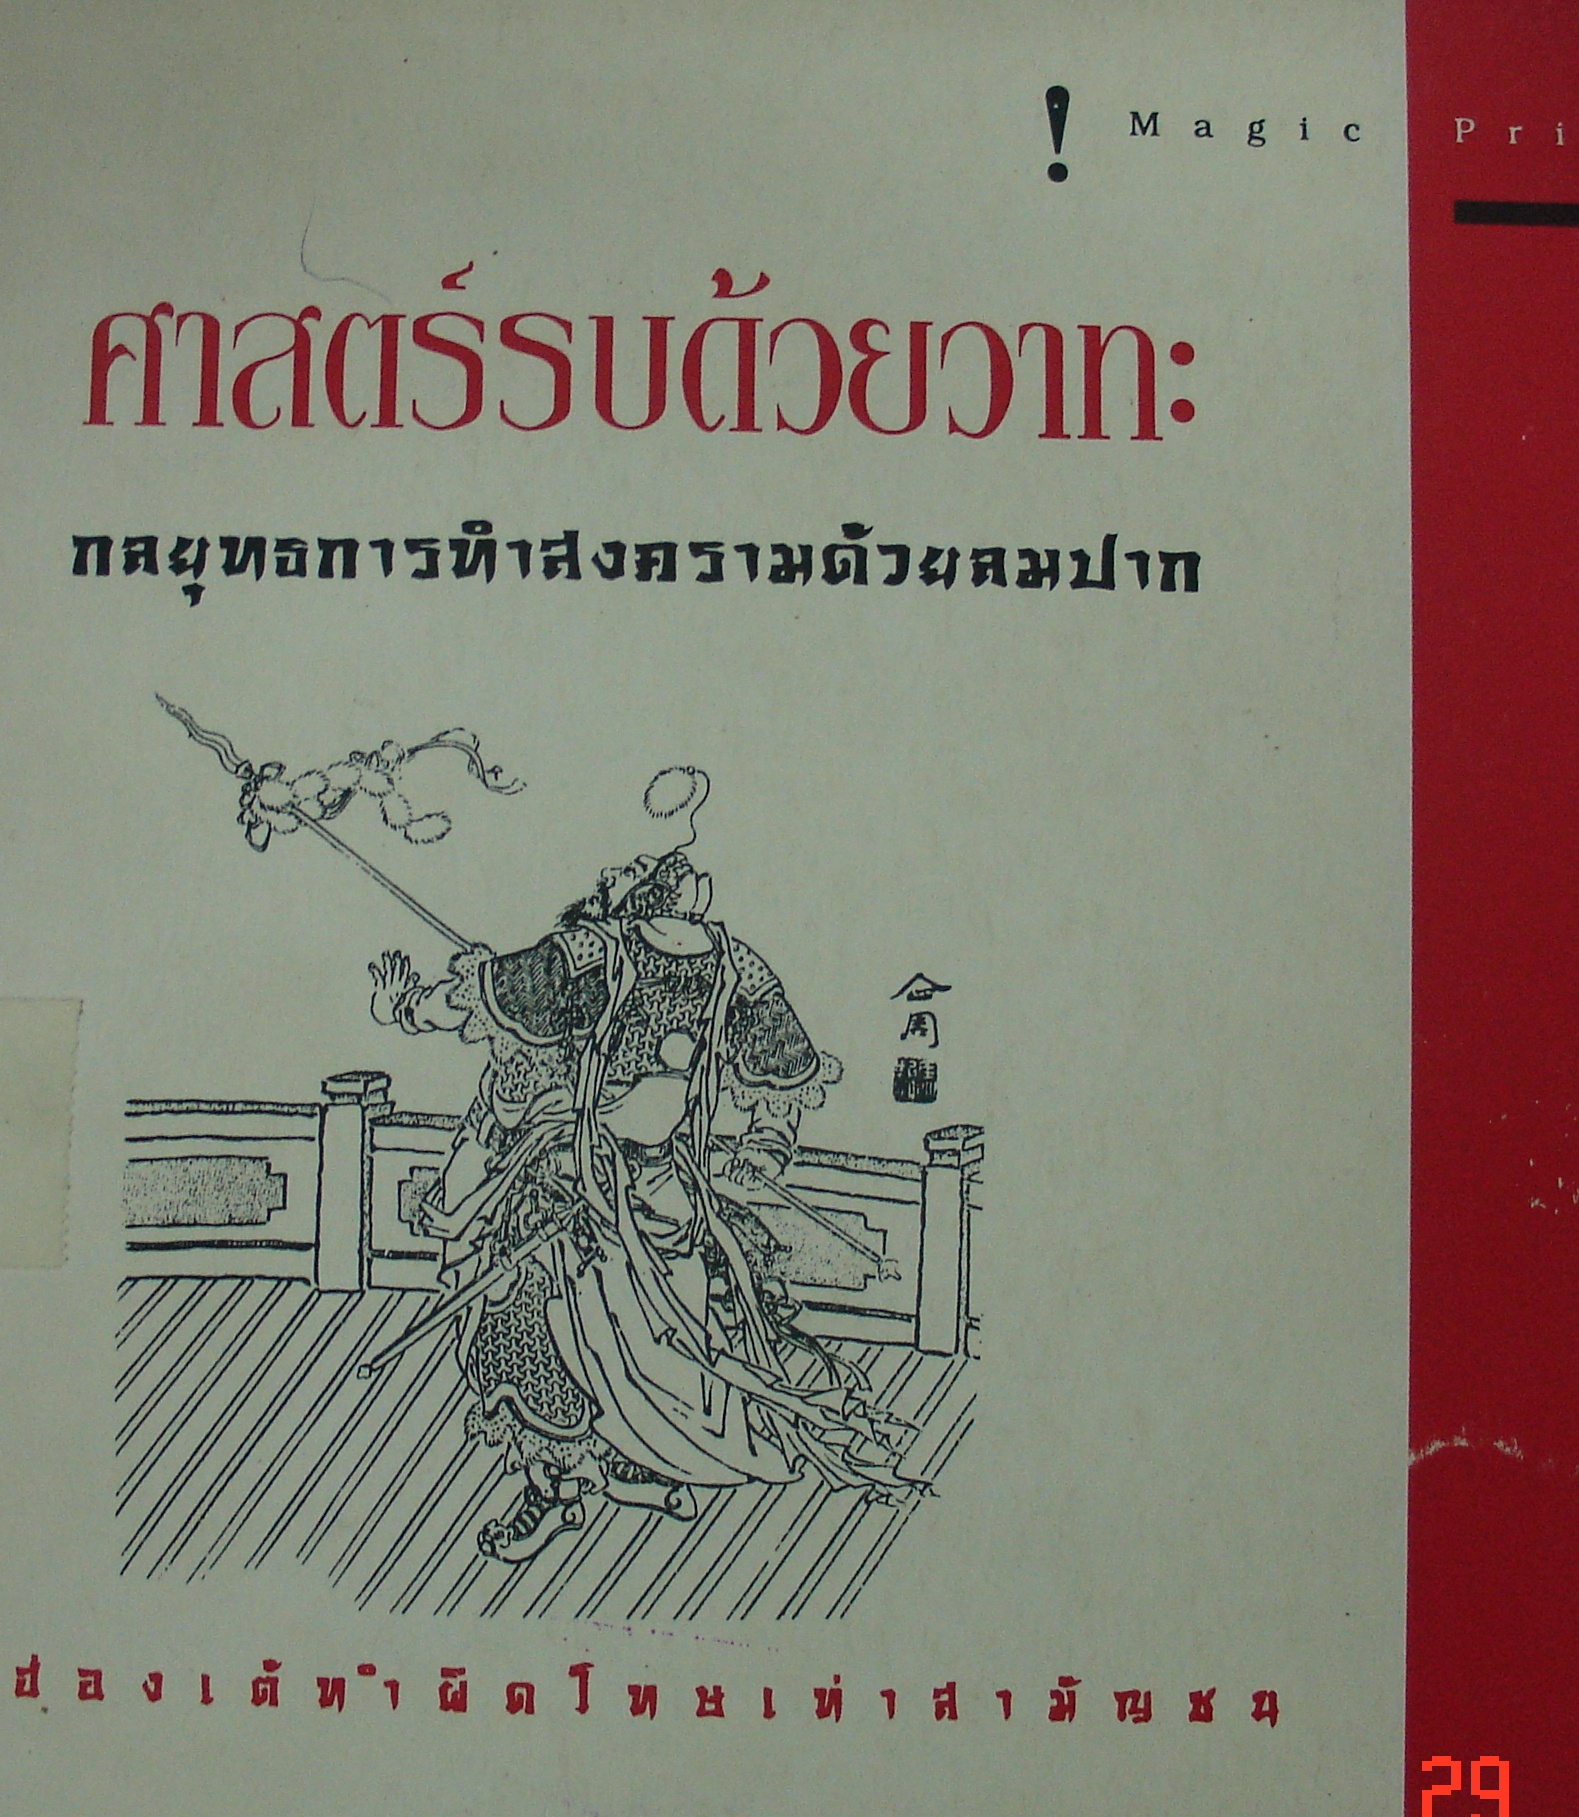 ! Magic Pri
ศาสตร์รบด้วยวาทะ
กลยุทธการทำสงครามด้วยลมปาก
ฮ่องเต้ทำผิดโทษเท่าสามัญชน
29